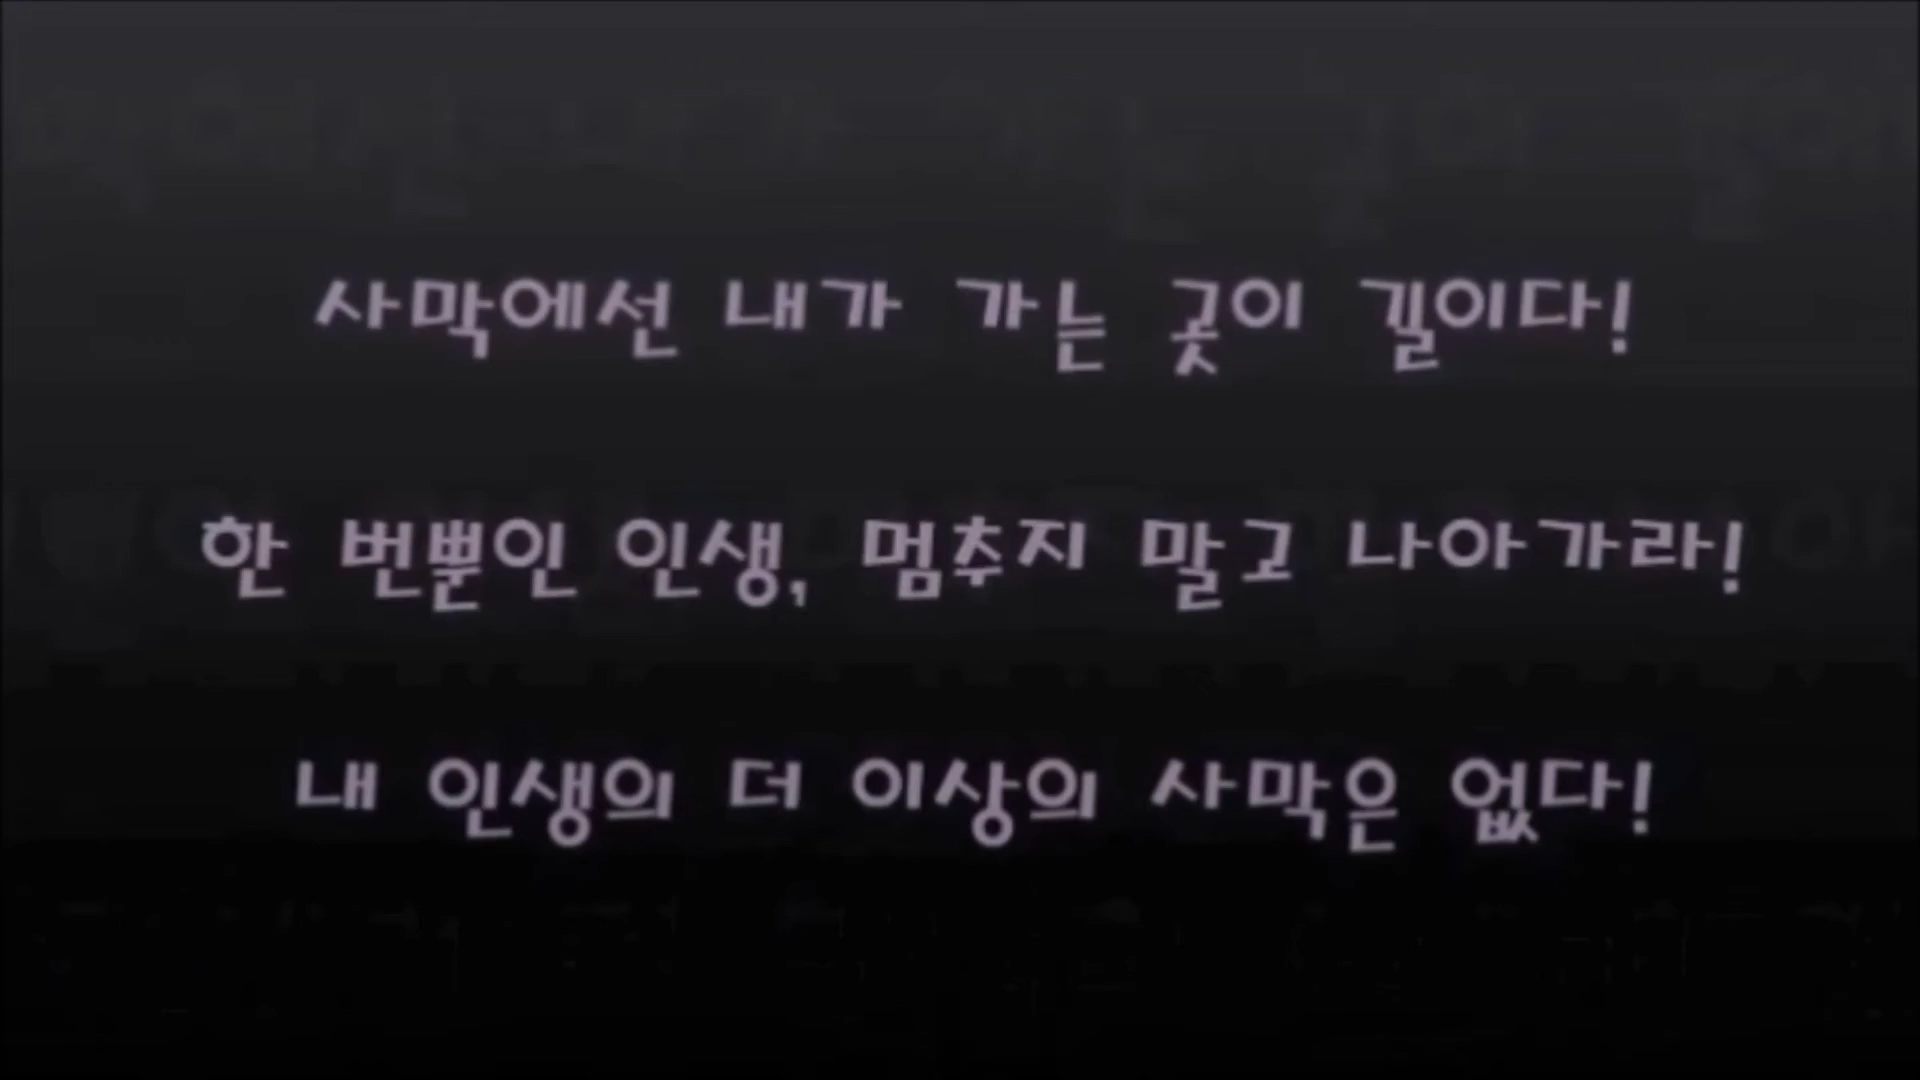 사막에선 내가 가는 곳이 길이다!
한 번뿐인 인생, 멈추지 말고 나아가라!
내 인생의 더 이상의 사막은 없다!